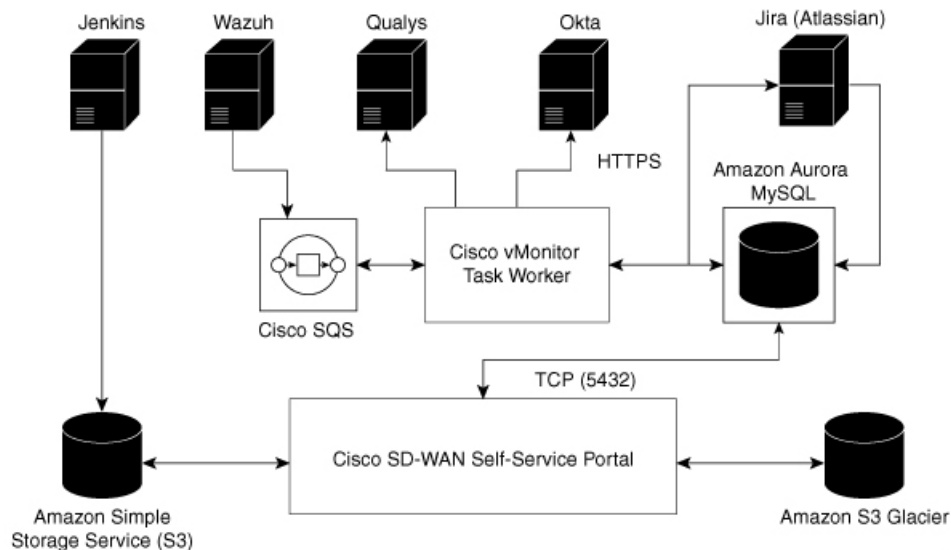 Jenkins
Wazuh
Qualys
Okta
Jira (Atlassian)
HTTPS
Amazon Aurora
MySQL
Cisco vMonitor
Task Worker
Cisco SQS
TCP (5432)
Cisco SD-WAN Self-Service Portal
Amazon Simple
Storage Service (S3)
Amazon S3 Glacier